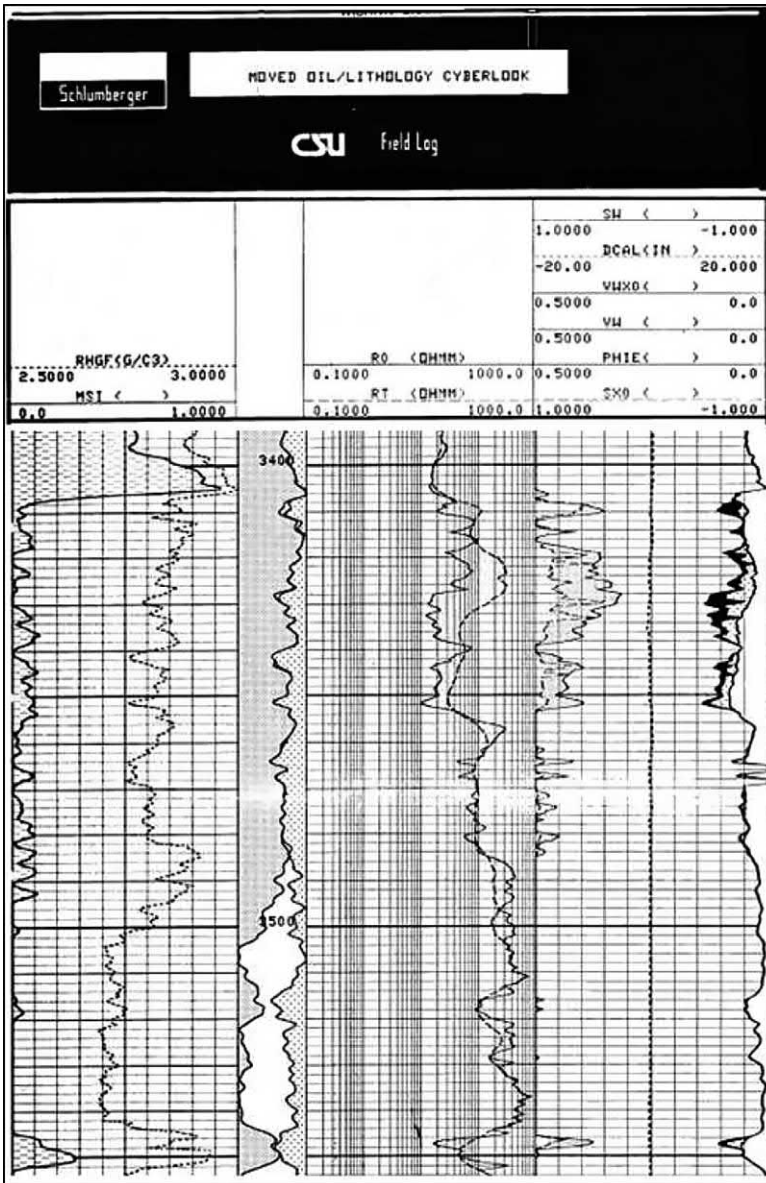 MOVED OIL/LITHOLOGY CYBERLOOK
Schlumberger
CSU Field Log
SW ( )
1.0000 -1.000
DCAL(IN )
-20.00 20.000
VWXO( )
0.5000 0.0
VW ( )
0.5000 0.0
RHGF(G/C3) RO (OHMM) PHIE( )
2.5000 3.0000 0.1000 1000.0 0.5000 0.0
MSI ( ) RT (OHMM) SXO ( )
0.0 1.0000 0.1000 1000.0 1.0000 -1.000
3400
3500